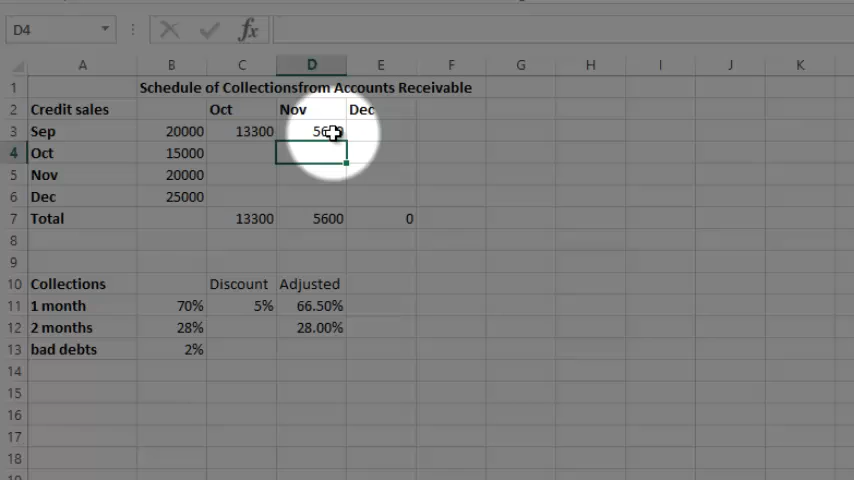 D4 fx
A B C D E F G H I J K
1 Schedule of Collectionsfrom Accounts Receivable
2 Credit sales Oct Nov Dec
3 Sep 20000 13300
4 Oct 15000
5 Nov 20000
6 Dec 25000
7 Total 13300 5600 0
8
9
10 Collections Discount Adjusted
11 1 month 70% 5% 66.50%
12 2 months 28% 28.00%
13 bad debts 2%
14
15
16
17
18